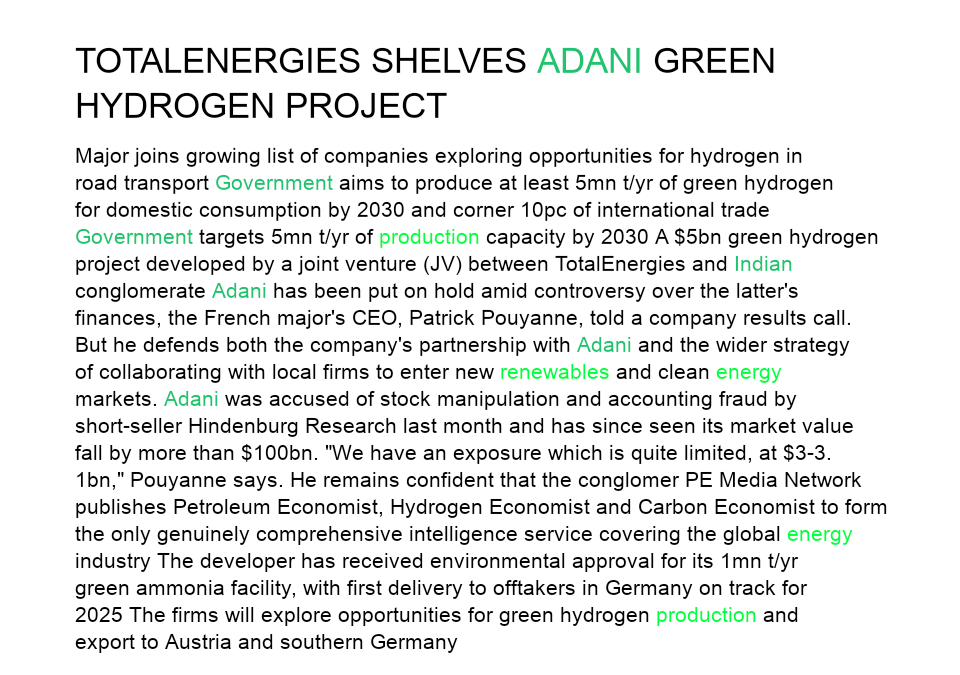 TOTALENERGIES SHELVES ADANI GREEN
HYDROGEN PROJECT
Major joins growing list of companies exploring opportunities for hydrogen in
road transport Government aims to produce at least 5mn t/yr of green hydrogen
for domestic consumption by 2030 and corner 10pc of international trade
Government targets 5mn t/yr of production capacity by 2030 A $5bn green hydrogen
project developed by a joint venture (JV) between TotalEnergies and Indian
conglomerate Adani has been put on hold amid controversy over the latter's
finances, the French major's CEO, Patrick Pouyanne, told a company results call.
But he defends both the company's partnership with Adani and the wider strategy
of collaborating with local firms to enter new renewables and clean energy
markets. Adani was accused of stock manipulation and accounting fraud by
short-seller Hindenburg Research last month and has since seen its market value
fall by more than $100bn. "We have an exposure which is quite limited, at $3-3.
1bn," Pouyanne says. He remains confident that the conglomer PE Media Network
publishes Petroleum Economist, Hydrogen Economist and Carbon Economist to form
the only genuinely comprehensive intelligence service covering the global energy
industry The developer has received environmental approval for its 1mn t/yr
green ammonia facility, with first delivery to offtakers in Germany on track for
2025 The firms will explore opportunities for green hydrogen production and
export to Austria and southern Germany